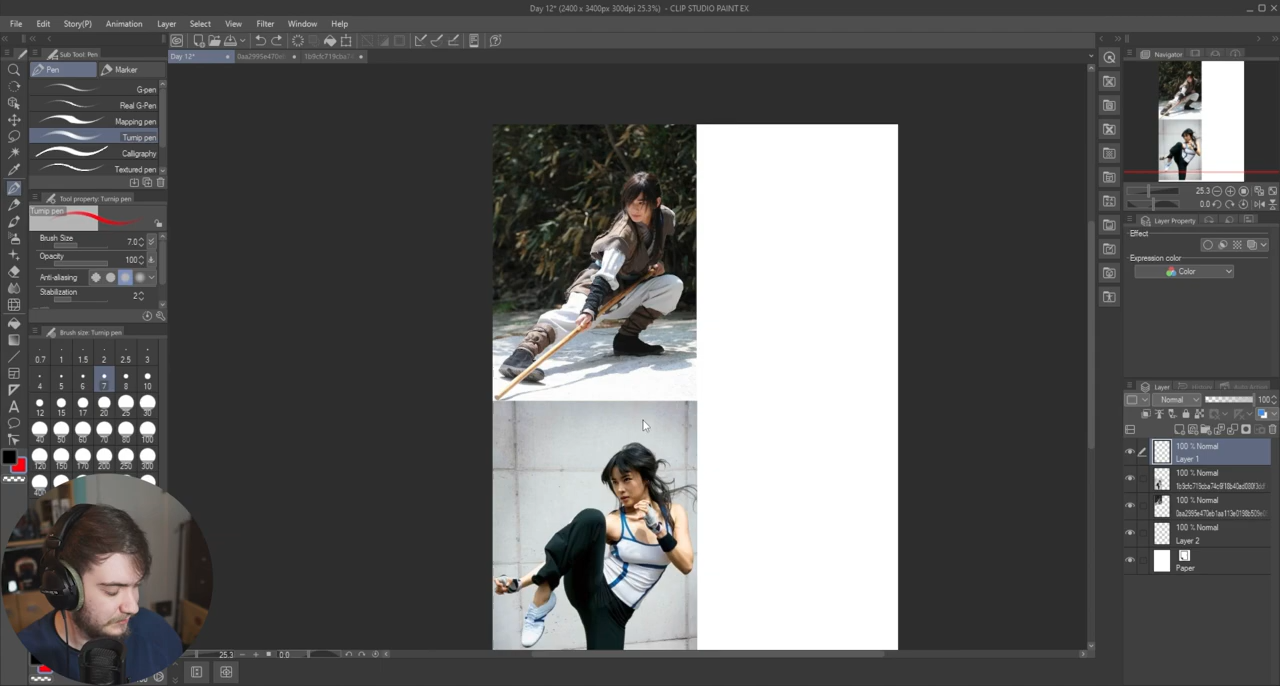 Day 12* (2400 x 3400px 300dpi 25.3%) - CLIP STUDIO PAINT EX
File Edit Story(P) Animation Layer Select View Filter Window Help
Sub Tool: Pen
Day 12*
Pen Marker
G-pen
Real G-Pen
Mapping pen
Turnip pen
Calligraphy
Textured pen
Tool property: Turnip pen
Turnip pen
Brush Size 7.0
Opacity 100
Anti-aliasing
Stabilization 2
Brush size: Turnip pen
0.7 1 1.5 2 2.5 3
4 5 6 7 8 10
12 15 17 20 25 30
40 50 60 70 80 100
120 150 170 200 250 300
25.3 0.0
Navigator
25.3
0.0
Layer Property
Effect
Expression color
Color
Layer
Normal 100
100 % Normal
Layer 1
100 % Normal
100 % Normal
100 % Normal
Layer 2
Paper